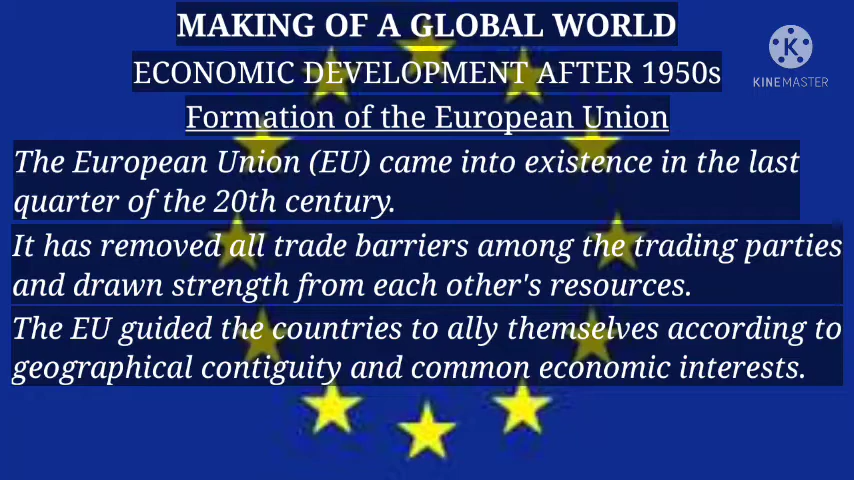 MAKING OF A GLOBAL WORLD
KINEMASTER
ECONOMIC DEVELOPMENT AFTER 1950s
Formation of the European Union
The European Union (EU) came into existence in the last
quarter of the 20th century.
It has removed all trade barriers among the trading parties
and drawn strength from each other's resources.
The EU guided the countries to ally themselves according to
geographical contiguity and common economic interests.